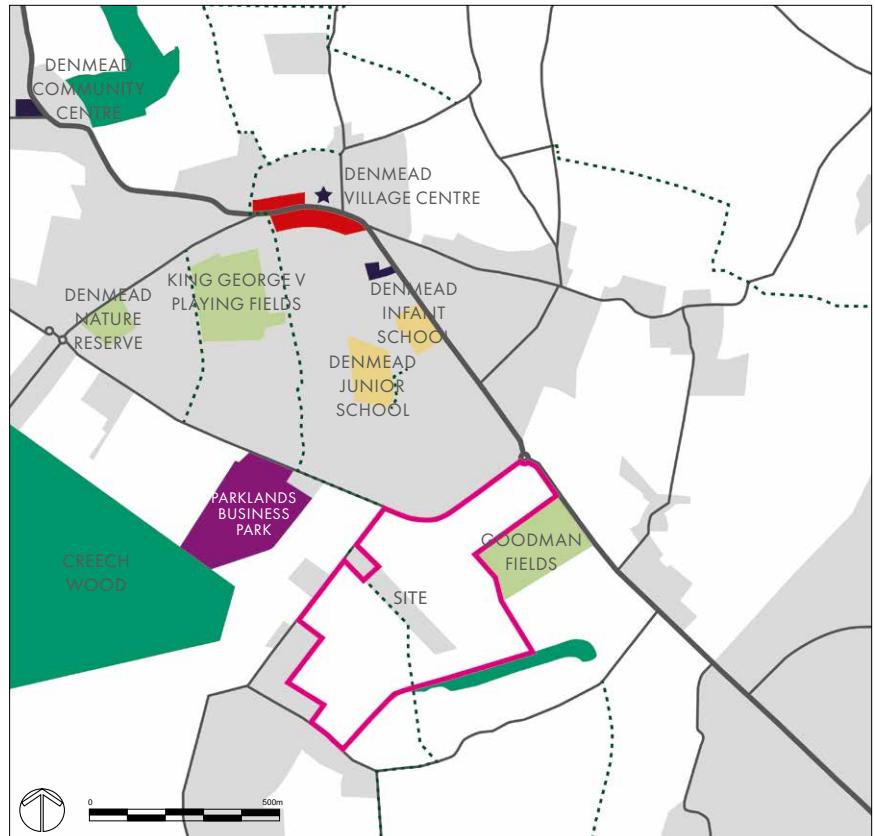 DENMEAD
COMMUNITY
CENTRE
DENMEAD
VILLAGE CENTRE
KING GEORGE V
PLAYING FIELDS
DENMEAD
NATURE
RESERVE
DENMEAD
INFANT
SCHOOL
DENMEAD
JUNIOR
SCHOOL
PARKLANDS
BUSINESS
PARK
GOODMAN
FIELDS
CREECH
WOOD
SITE
0 500m